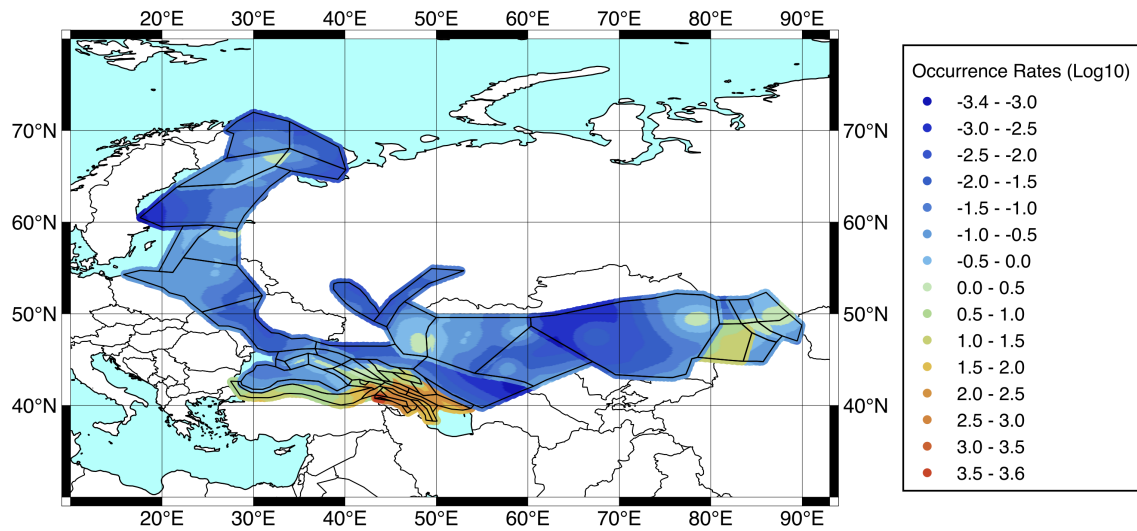 20°E 30°E 40°E 50°E 60°E 70°E 80°E 90°E
Occurrence Rates (Log10)
-3.4 - -3.0
-3.0 - -2.5
-2.5 - -2.0
-2.0 - -1.5
-1.5 - -1.0
-1.0 - -0.5
-0.5 - 0.0
0.0 - 0.5
0.5 - 1.0
1.0 - 1.5
1.5 - 2.0
2.0 - 2.5
2.5 - 3.0
3.0 - 3.5
3.5 - 3.6
70°N 70°N
60°N 60°N
50°N 50°N
40°N 40°N
20°E 30°E 40°E 50°E 60°E 70°E 80°E 90°E